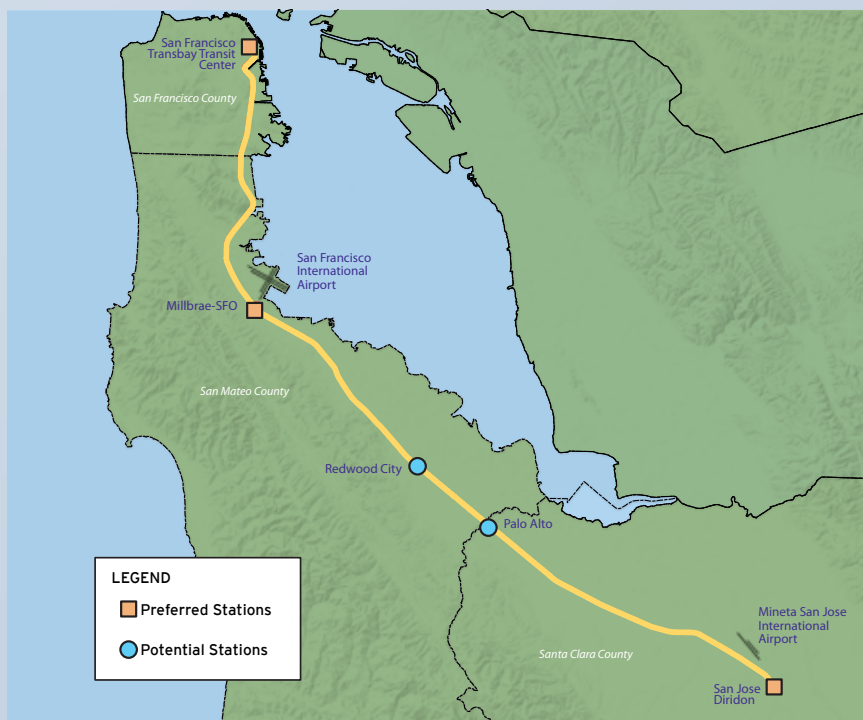 San Francisco
Transbay Transit
Center
San Francisco County
San Francisco
International
Airport
Millbrae-SFO
San Mateo County
Redwood City
Palo Alto
LEGEND
Preferred Stations
Potential Stations
Mineta San Jose
International
Airport
Santa Clara County
San Jose
Diridon